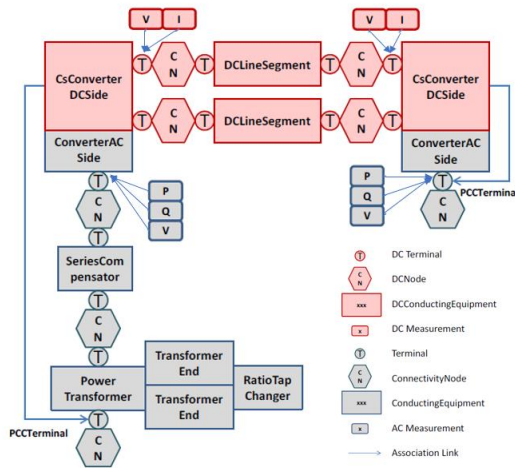 V I
V I
CsConverter
DCSide
T
C
N
T
DCLineSegment
T
C
N
T
CsConverter
DCSide
T
C
N
T
DCLineSegment
T
C
N
T
ConverterAC
Side
ConverterAC
Side
T
P
Q
V
P
Q
V
T
PCCTerminal
C
N
C
N
T
SeriesCom
pensator
T
C
N
T
Power
Transformer
Transformer
End
Transformer
End
RatioTap
Changer
PCCTerminal
T
C
N
T DC Terminal
C
N
DCNode
xxx DCConductingEquipment
x DC Measurement
T Terminal
C
N
ConnectivityNode
xxx ConductingEquipment
x AC Measurement
Association Link